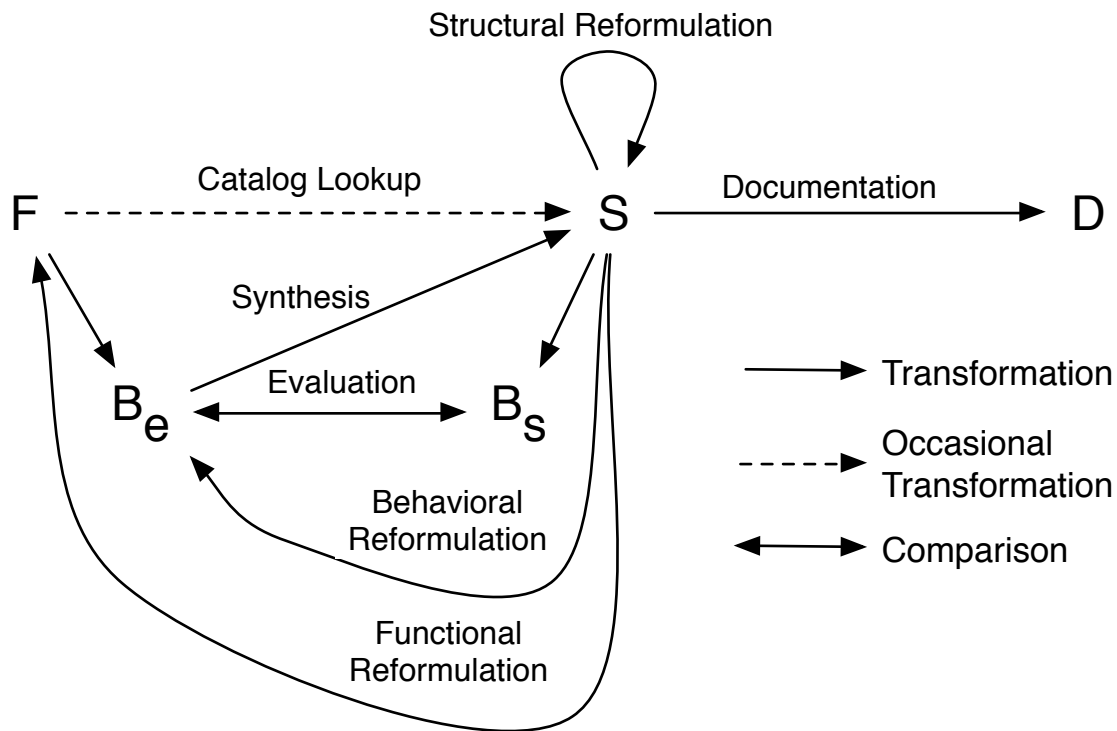 Structural Reformulation
Catalog Lookup
Documentation
F
S
D
Synthesis
Evaluation
Be
Bs
Transformation
Occasional
Transformation
Comparison
Behavioral
Reformulation
Functional
Reformulation